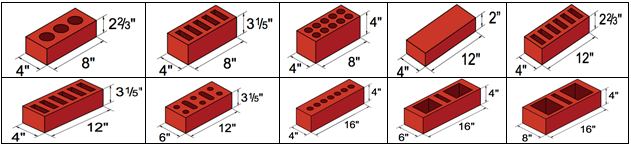 2⅔" 4" 8"
3⅕" 4" 8"
4" 4" 8"
2" 4" 12"
2⅔" 4" 12"
3⅕" 4" 12"
3⅕" 6" 12"
4" 4" 16"
4" 6" 16"
4" 8" 16"